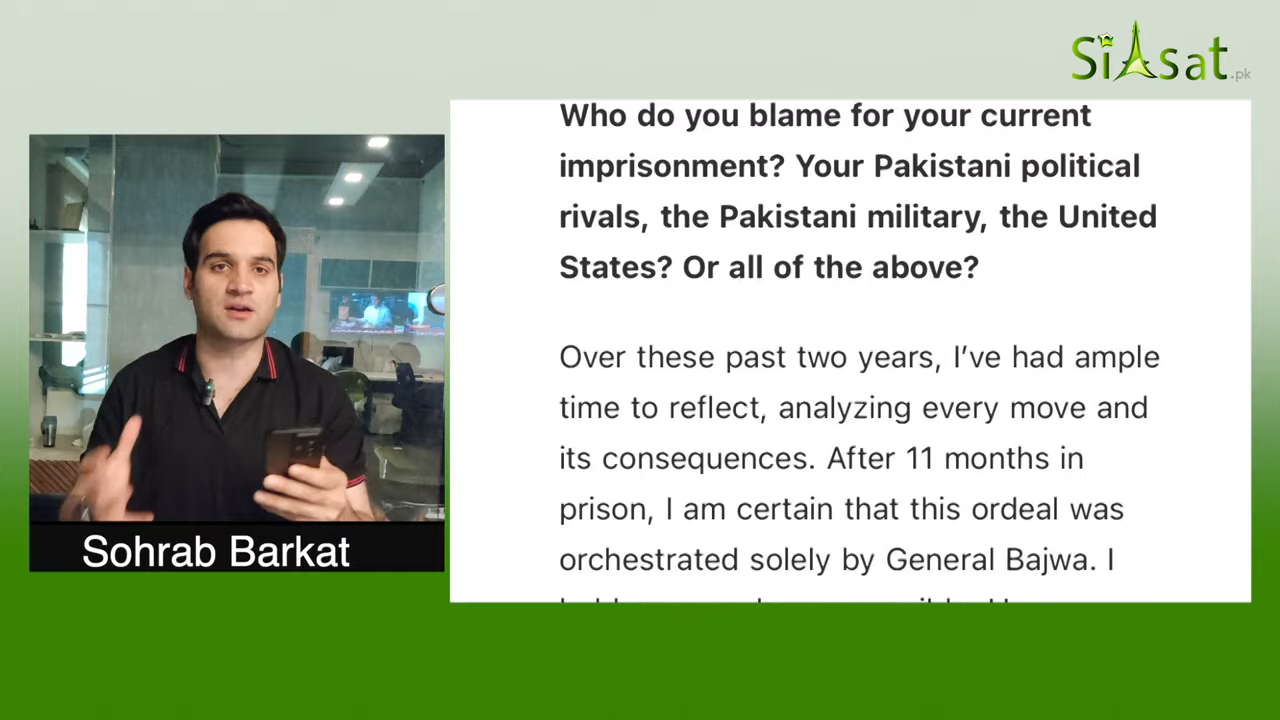 SiAsat.pk
Who do you blame for your current
imprisonment? Your Pakistani political
rivals, the Pakistani military, the United
States? Or all of the above?
Over these past two years, I’ve had ample
time to reflect, analyzing every move and
its consequences. After 11 months in
prison, I am certain that this ordeal was
orchestrated solely by General Bajwa. I
Sohrab Barkat